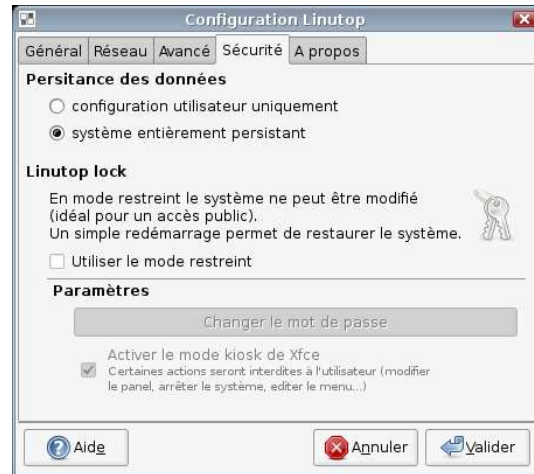 Configuration Linutop
Général Réseau Avancé Sécurité A propos
Persitance des données
configuration utilisateur uniquement
système entièrement persistant
Linutop lock
En mode restreint le système ne peut être modifié
(idéal pour un accès public).
Un simple redémarrage permet de restaurer le système.
Utiliser le mode restreint
Paramètres
Changer le mot de passe
Activer le mode kiosk de Xfce
Certaines actions seront interdites à l'utilisateur (modifier
le panel, arrêter le système, editer le menu...)
Aide Annuler Valider